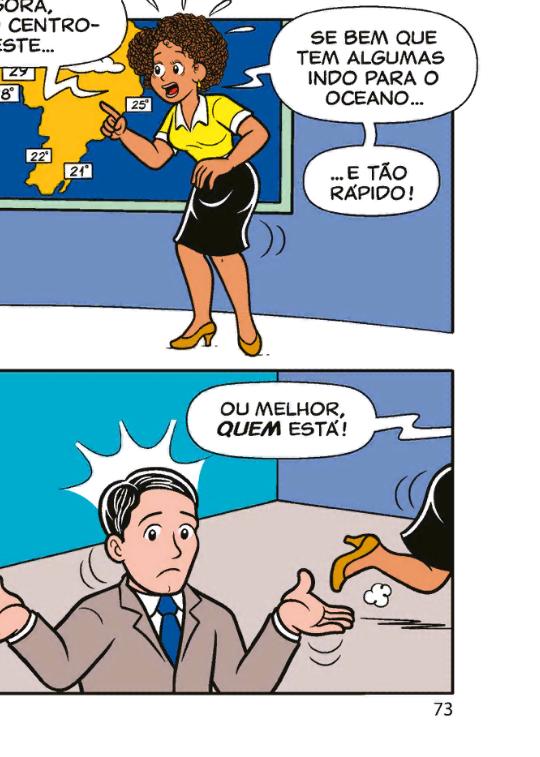 GORA,
CENTRO-
ESTE...
SE BEM QUE
TEM ALGUMAS
INDO PARA O
OCEANO...
29°
8°
25°
22°
21°
...E TÃO
RÁPIDO!
OU MELHOR,
QUEM ESTÁ!
73